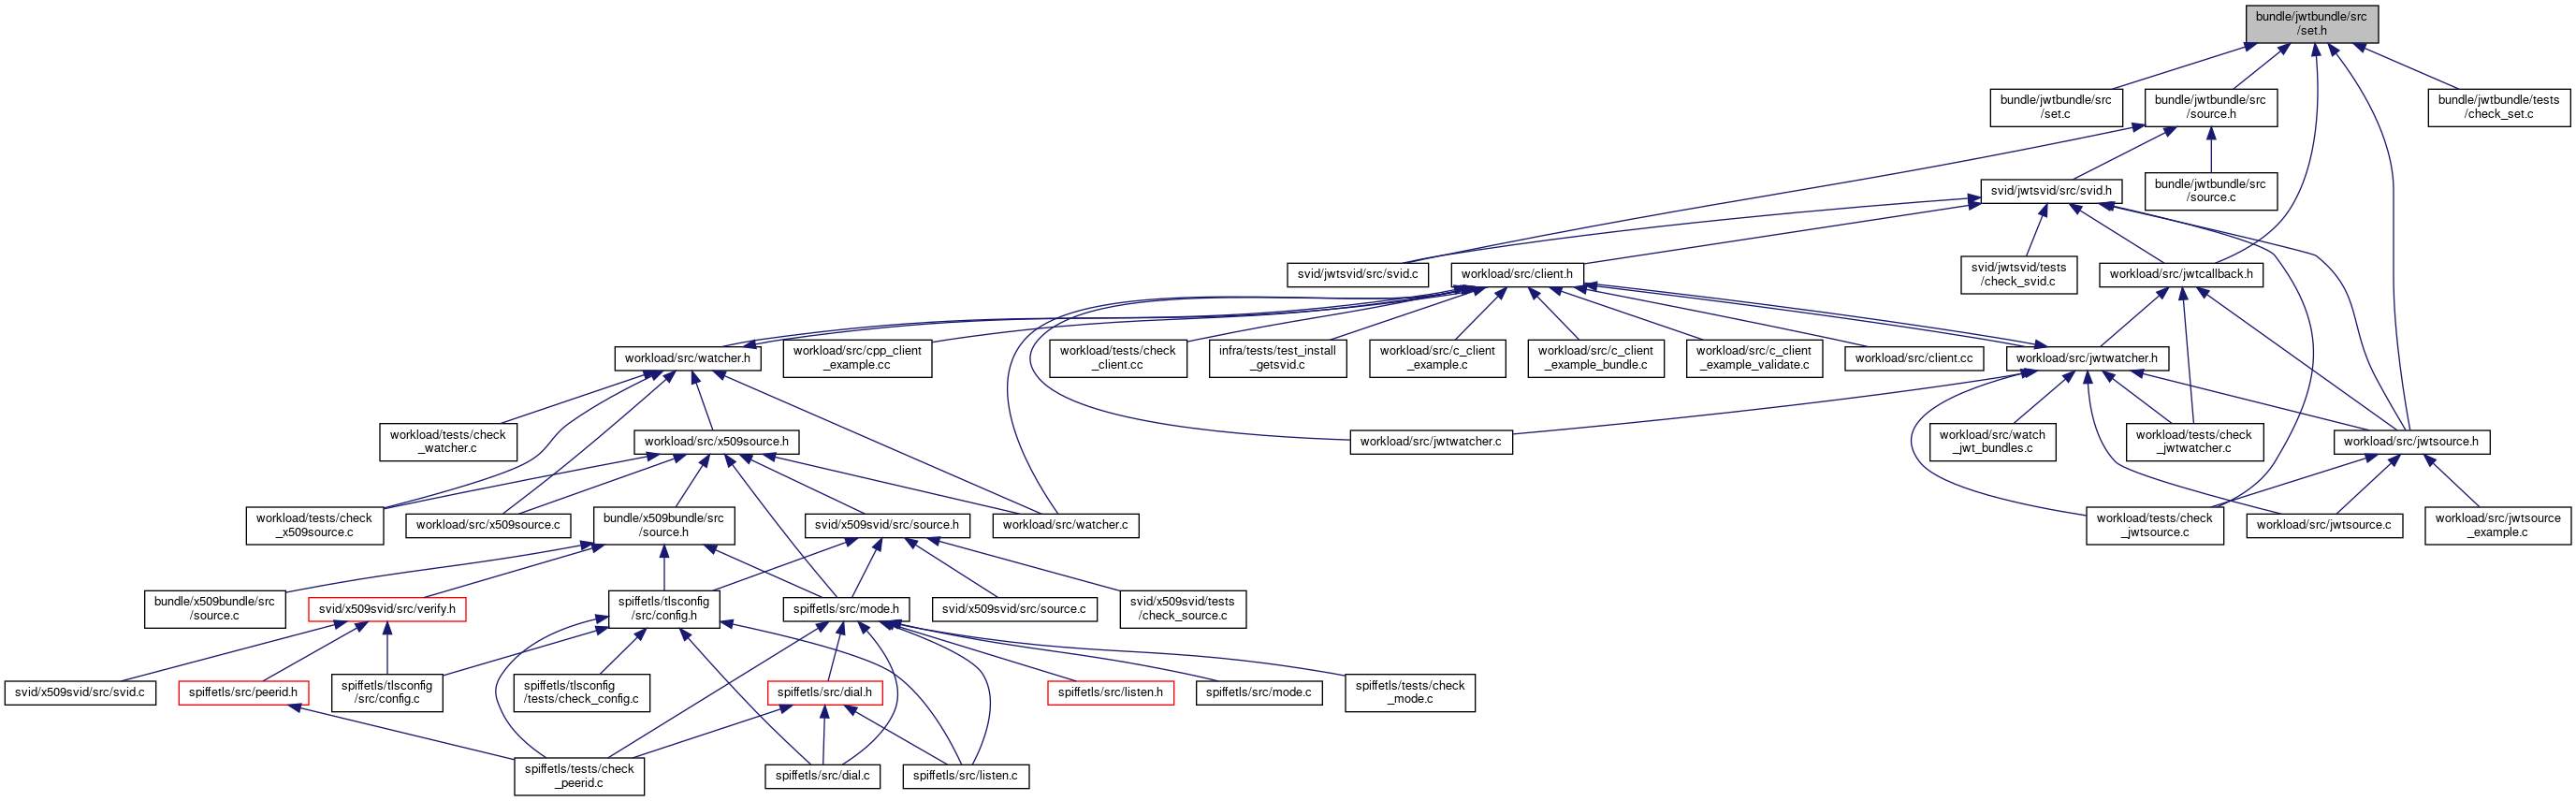 bundle/jwtbundle/src
/set.h
bundle/jwtbundle/src
/set.c
bundle/jwtbundle/src
/source.h
bundle/jwtbundle/tests
/check_set.c
svid/jwtsvid/src/svid.h
bundle/jwtbundle/src
/source.c
svid/jwtsvid/src/svid.c
workload/src/client.h
svid/jwtsvid/tests
/check_svid.c
workload/src/jwtcallback.h
workload/src/watcher.h
workload/src/cpp_client
_example.cc
workload/tests/check
_client.cc
infra/tests/test_install
_getsvid.c
workload/src/c_client
_example.c
workload/src/c_client
_example_bundle.c
workload/src/c_client
_example_validate.c
workload/src/client.cc
workload/src/jwtwatcher.h
workload/tests/check
_watcher.c
workload/src/x509source.h
workload/src/jwtwatcher.c
workload/src/watch
_jwt_bundles.c
workload/tests/check
_jwtwatcher.c
workload/src/jwtsource.h
workload/tests/check
_x509source.c
workload/src/x509source.c
bundle/x509bundle/src
/source.h
svid/x509svid/src/source.h
workload/src/watcher.c
workload/tests/check
_jwtsource.c
workload/src/jwtsource.c
workload/src/jwtsource
_example.c
bundle/x509bundle/src
/source.c
svid/x509svid/src/verify.h
spiffetls/tlsconfig
/src/config.h
spiffetls/src/mode.h
svid/x509svid/src/source.c
svid/x509svid/tests
/check_source.c
svid/x509svid/src/svid.c
spiffetls/src/peerid.h
spiffetls/tlsconfig
/src/config.c
spiffetls/tlsconfig
/tests/check_config.c
spiffetls/src/dial.h
spiffetls/src/listen.h
spiffetls/src/mode.c
spiffetls/tests/check
_mode.c
spiffetls/tests/check
_peerid.c
spiffetls/src/dial.c
spiffetls/src/listen.c